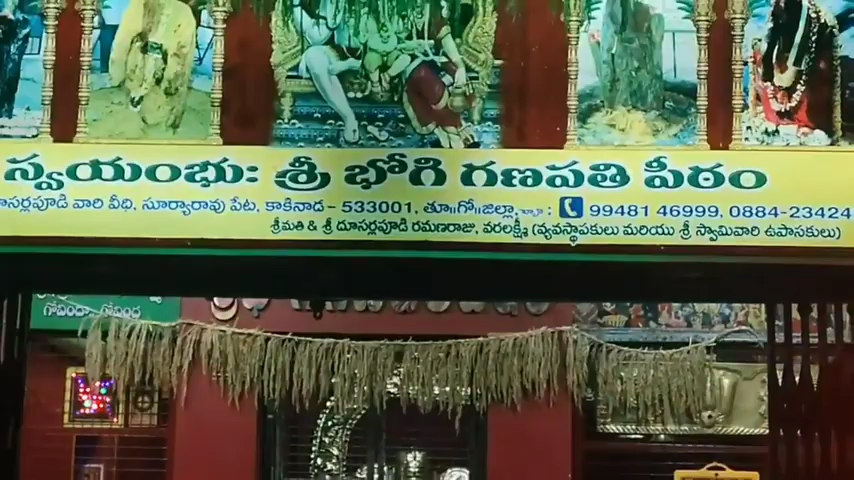 స్వయంభు: శ్రీ భోగి గణపతి పీఠం
దూసర్లపూడి వారి వీధి, సూర్యారావు పేట, కాకినాడ - 533001, తూ॥గో॥జిల్లా, 99481 46999, 0884-23424
శ్రీమతి & శ్రీ దూసర్లపూడి రమణరాజు, వరలక్ష్మి (వ్యవస్థాపకులు మరియు శ్రీ స్వామివారి ఉపాసకులు)
గోవిందా గోవింద